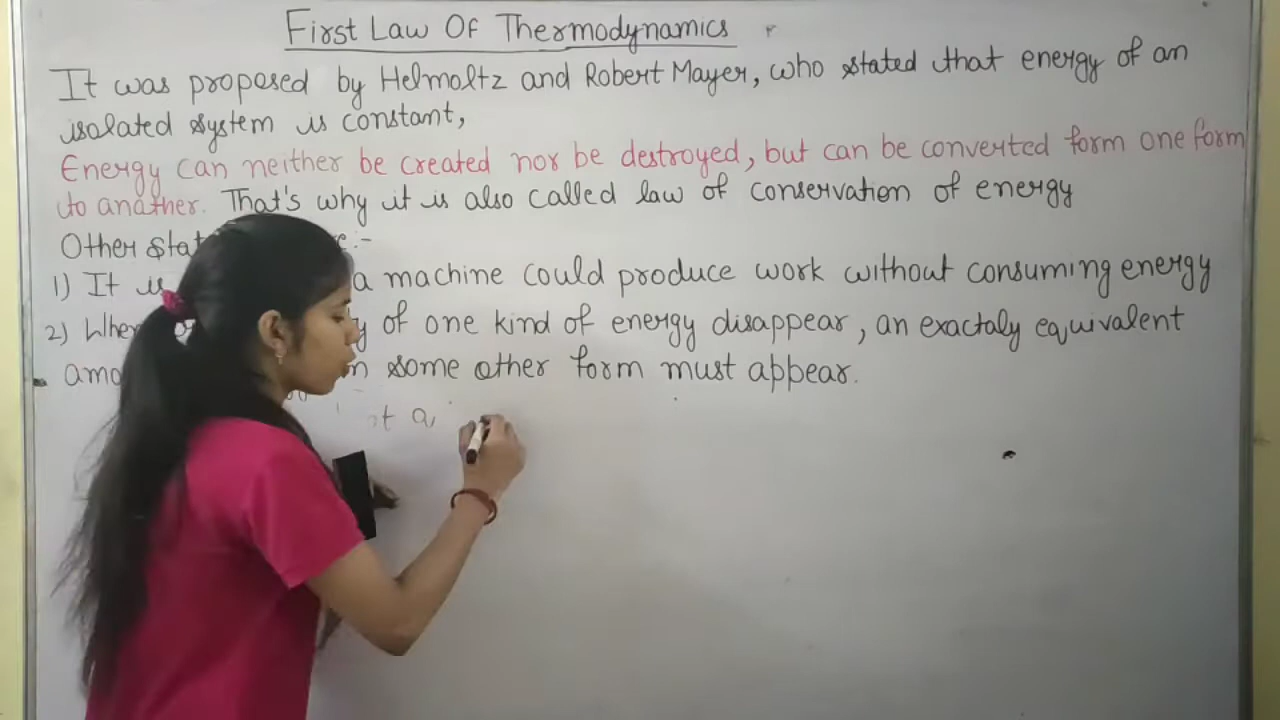 First Law Of Thermodynamics
It was proposed by Helmoltz and Robert Mayer, who stated that energy of an
isolated system is constant,
Energy can neither be created nor be destroyed, but can be converted form one form
to another. That's why it is also called law of conservation of energy
Other
1) It is a machine could produce work without consuming energy
2) of one kind of energy disappear, an exactaly equivalent
some other form must appear.